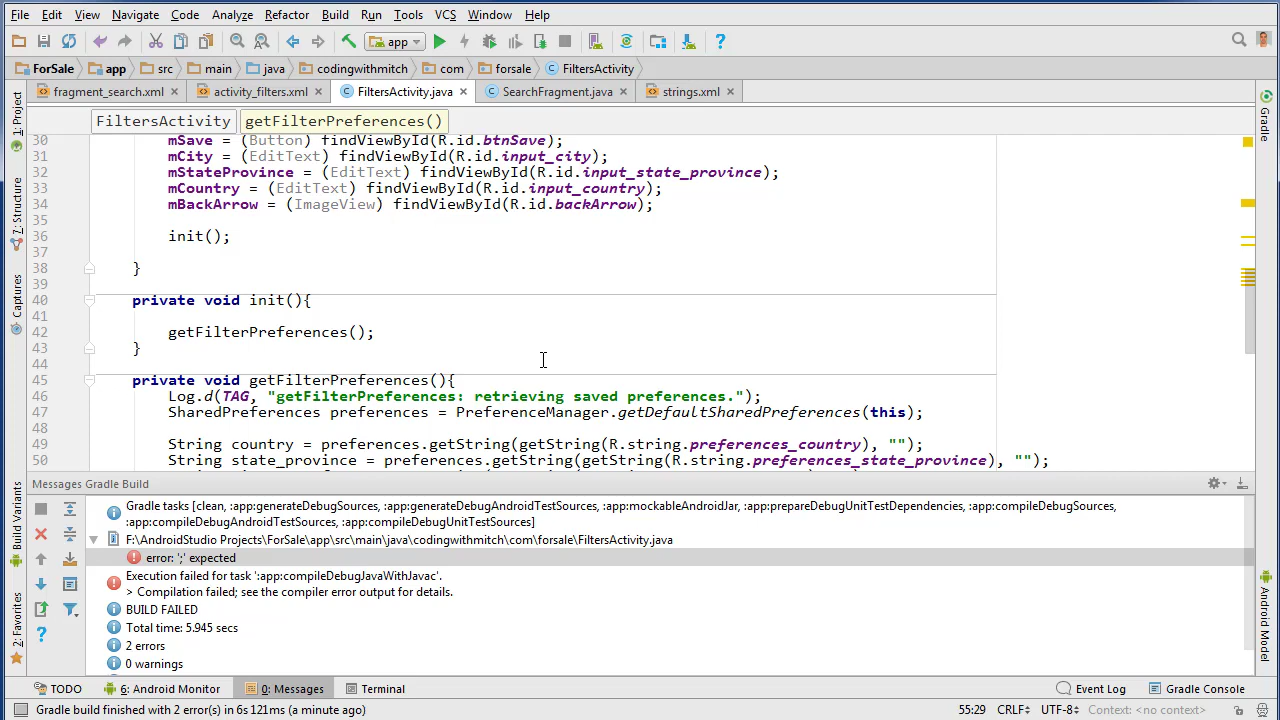 File Edit View Navigate Code Analyze Refactor Build Run Tools VCS Window Help
app
ForSale app src main java codingwithmitch com forsale FiltersActivity
fragment_search.xml activity_filters.xml FiltersActivity.java SearchFragment.java strings.xml
FiltersActivity getFilterPreferences()
30 mSave = (Button) findViewById(R.id.btnSave);
31 mCity = (EditText) findViewById(R.id.input_city);
32 mStateProvince = (EditText) findViewById(R.id.input_state_province);
33 mCountry = (EditText) findViewById(R.id.input_country);
34 mBackArrow = (ImageView) findViewById(R.id.backArrow);
35
36 init();
37
38 }
39
40 private void init(){
41
42 getFilterPreferences();
43 }
44
45 private void getFilterPreferences(){
46 Log.d(TAG, "getFilterPreferences: retrieving saved preferences.");
47 SharedPreferences preferences = PreferenceManager.getDefaultSharedPreferences(this);
48
49 String country = preferences.getString(getString(R.string.preferences_country), "");
50 String state_province = preferences.getString(getString(R.string.preferences_state_province), "");
1: Project
7: Structure
Captures
Build Variants
2: Favorites
Gradle
Android Model
Messages Gradle Build
Gradle tasks [clean, :app:generateDebugSources, :app:generateDebugAndroidTestSources, :app:mockableAndroidJar, :app:prepareDebugUnitTestDependencies, :app:compileDebugSources,
:app:compileDebugAndroidTestSources, :app:compileDebugUnitTestSources]
F:\AndroidStudio Projects\ForSale\app\src\main\java\codingwithmitch\com\forsale\FiltersActivity.java
error: ';' expected
Execution failed for task ':app:compileDebugJavaWithJavac'.
> Compilation failed; see the compiler error output for details.
BUILD FAILED
Total time: 5.945 secs
2 errors
0 warnings
TODO 6: Android Monitor 0: Messages Terminal Event Log Gradle Console
Gradle build finished with 2 error(s) in 6s 121ms (a minute ago) 55:29 CRLF UTF-8 Context: <no context>